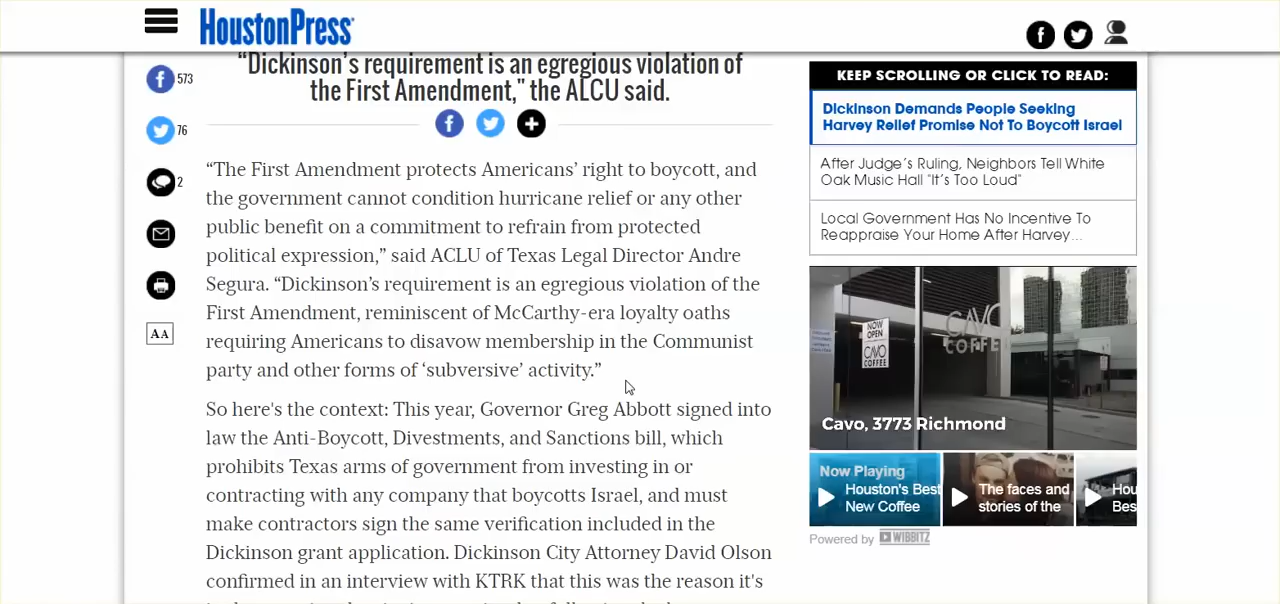 HoustonPress
"Dickinson's requirement is an egregious violation of
the First Amendment," the ALCU said.
573
76
2
AA
"The First Amendment protects Americans' right to boycott, and
the government cannot condition hurricane relief or any other
public benefit on a commitment to refrain from protected
political expression," said ACLU of Texas Legal Director Andre
Segura. "Dickinson's requirement is an egregious violation of the
First Amendment, reminiscent of McCarthy-era loyalty oaths
requiring Americans to disavow membership in the Communist
party and other forms of 'subversive' activity."
So here's the context: This year, Governor Greg Abbott signed into
law the Anti-Boycott, Divestments, and Sanctions bill, which
prohibits Texas arms of government from investing in or
contracting with any company that boycotts Israel, and must
make contractors sign the same verification included in the
Dickinson grant application. Dickinson City Attorney David Olson
confirmed in an interview with KTRK that this was the reason it's
KEEP SCROLLING OR CLICK TO READ:
Dickinson Demands People Seeking
Harvey Relief Promise Not To Boycott Israel
After Judge's Ruling, Neighbors Tell White
Oak Music Hall "It's Too Loud"
Local Government Has No Incentive To
Reappraise Your Home After Harvey...
NOW
OPEN
CAVO
COFFEE
CAVO
COFFEE
Cavo, 3773 Richmond
Now Playing
Houston's Best
New Coffee
The faces and
stories of the
Hou
Bes
Powered by WIBBITZ